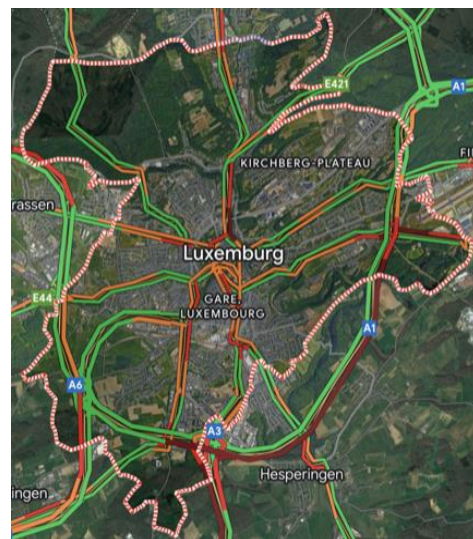 E421
A1
KIRCHBERG-PLATEAU
FI
rassen
Luxemburg
GARE,
LUXEMBOURG
E44
A1
A6
A3
Hesperingen
ingen